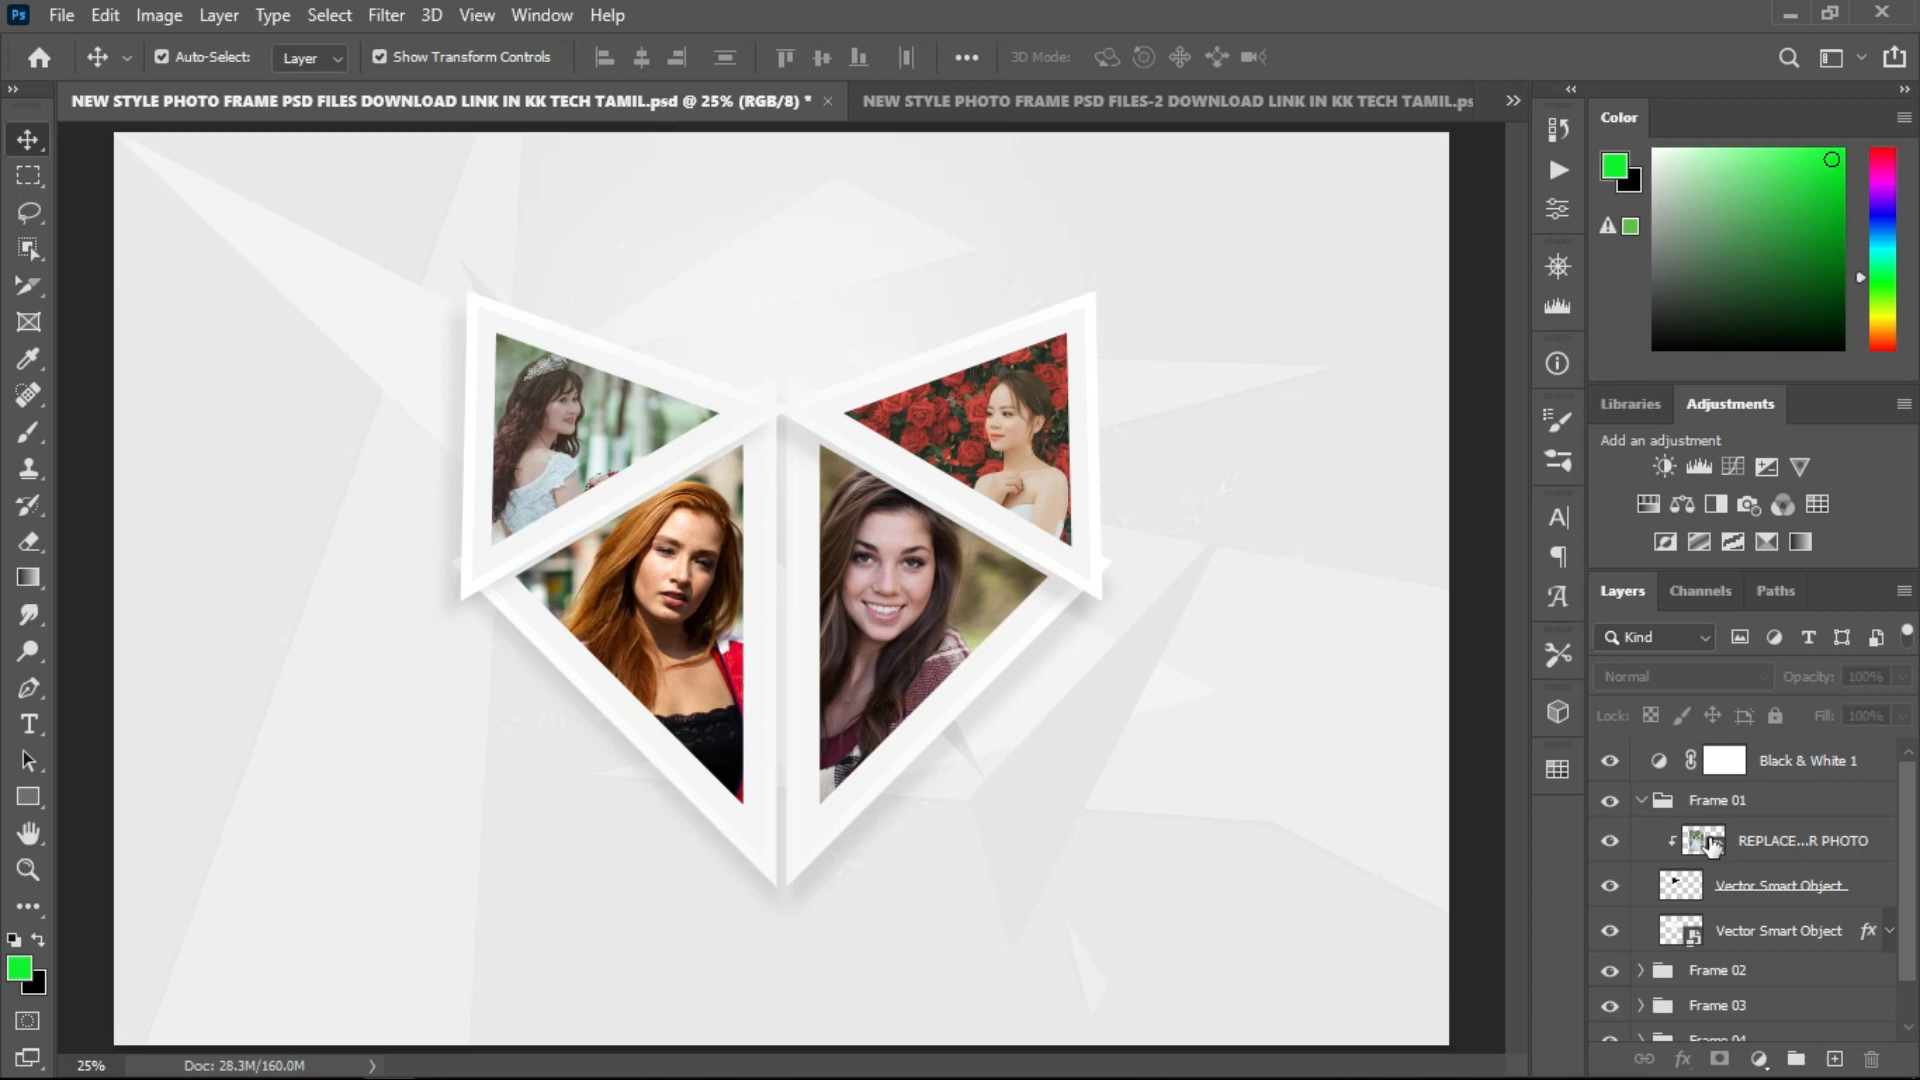 Ps File Edit Image Layer Type Select Filter 3D View Window Help
Auto-Select: Layer Show Transform Controls 3D Mode:
NEW STYLE PHOTO FRAME PSD FILES DOWNLOAD LINK IN KK TECH TAMIL.psd @ 25% (RGB/8) *
NEW STYLE PHOTO FRAME PSD FILES-2 DOWNLOAD LINK IN KK TECH TAMIL.ps
Color
Libraries Adjustments
Add an adjustment
Layers Channels Paths
Kind
Normal Opacity: 100%
Lock: Fill: 100%
Black & White 1
Frame 01
REPLACE...R PHOTO
Vector Smart Object
Vector Smart Object fx
Frame 02
Frame 03
Frame 04
25% Doc: 28.3M/160.0M